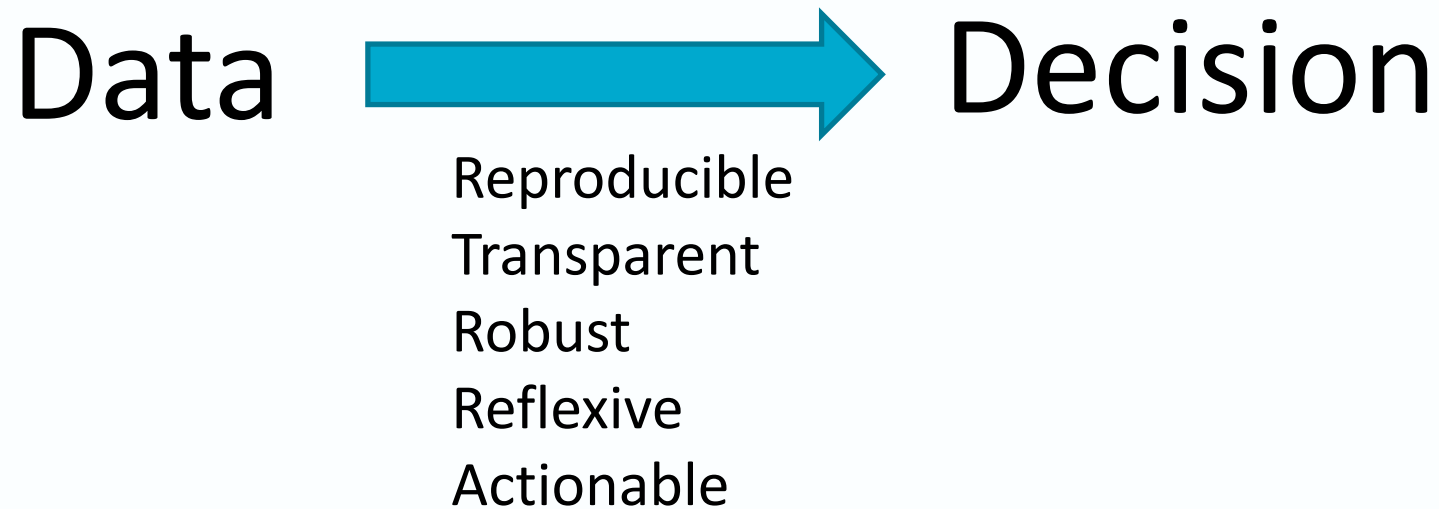 Data
Decision
Reproducible
Transparent
Robust
Reflexive
Actionable